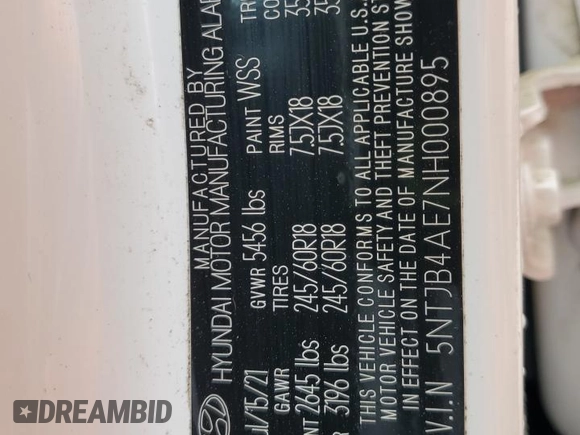 MANUFACTURED BY
HYUNDAI MOTOR MANUFACTURING
/15/21 GVWR 5456 lbs PAINT WSS
GAWR TIRES RIMS
2645 lbs 245/60R18 7.5JX18
3196 lbs 245/60R18 7.5JX18
THIS VEHICLE CONFORMS TO ALL APPLICABLE U.S.
MOTOR VEHICLE SAFETY AND THEFT PREVENTION
IN EFFECT ON THE DATE OF MANUFACTURE SHOW
V.I.N 5NTJB4AE7NH000895
DREAMBID
DREAMBID.COM